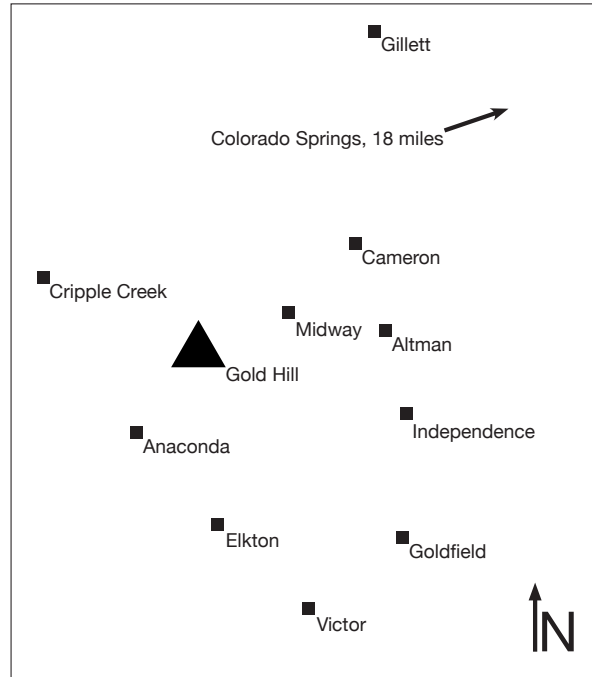 Gillett
Colorado Springs, 18 miles
Cameron
Cripple Creek
Midway
Altman
Gold Hill
Independence
Anaconda
Elkton
Goldfield
Victor
N